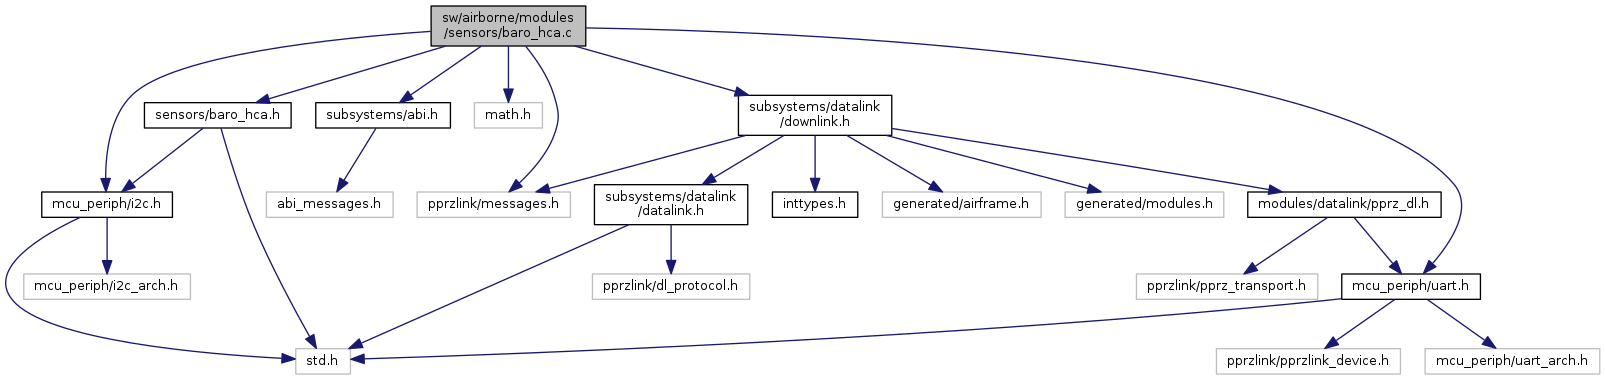 sw/airborne/modules
/sensors/baro_hca.c
sensors/baro_hca.h
subsystems/abi.h
math.h
subsystems/datalink
/downlink.h
mcu_periph/i2c.h
abi_messages.h
pprzlink/messages.h
subsystems/datalink
/datalink.h
inttypes.h
generated/airframe.h
generated/modules.h
modules/datalink/pprz_dl.h
mcu_periph/i2c_arch.h
pprzlink/dl_protocol.h
pprzlink/pprz_transport.h
mcu_periph/uart.h
std.h
pprzlink/pprzlink_device.h
mcu_periph/uart_arch.h